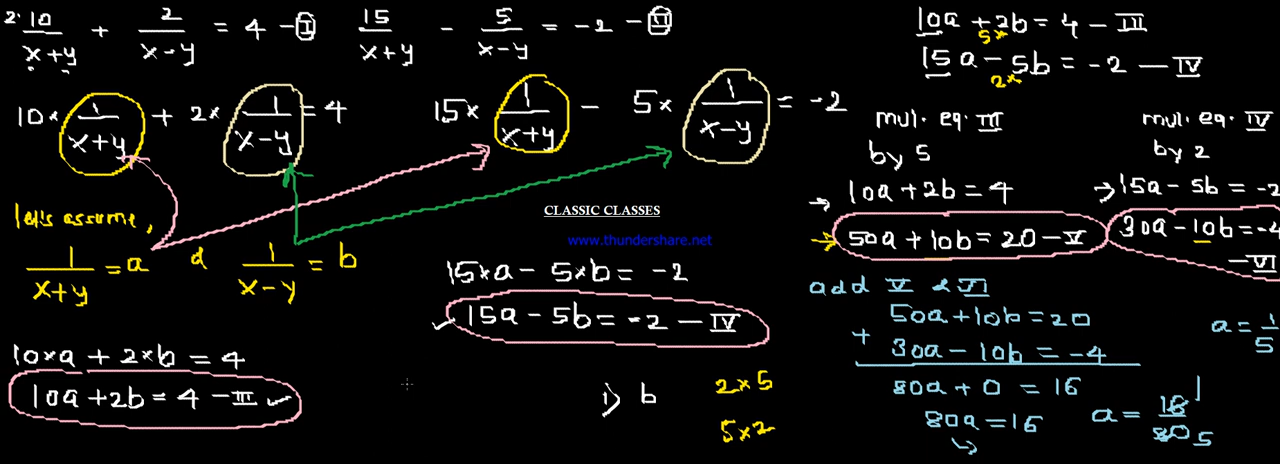 2. 10/x+y + 2/x-y = 4 - I
15/x+y - 5/x-y = -2 - II
10× 1/x+y + 2× 1/x-y = 4
15× 1/x+y - 5× 1/x-y = -2
let's assume,
1/x+y = a & 1/x-y = b
10×a + 2×b = 4
10a + 2b = 4 - III ✓
CLASSIC CLASSES
www.thundershare.net
15×a - 5×b = -2
✓ 15a - 5b = -2 - IV
i) b
2×5
5×2
10a + 2b = 4 - III
5×
15a - 5b = -2 - IV
2×
mul. eq. III
by 5
→ 10a + 2b = 4
→ 50a + 10b = 20 - V
mul. eq. IV
by 2
→ 15a - 5b = -2
30a - 10b = -4
- VI
add V & VI
50a + 10b = 20
+ 30a - 10b = -4
80a + 0 = 16
80a = 16
a = 16/80 1 5
a = 1/5